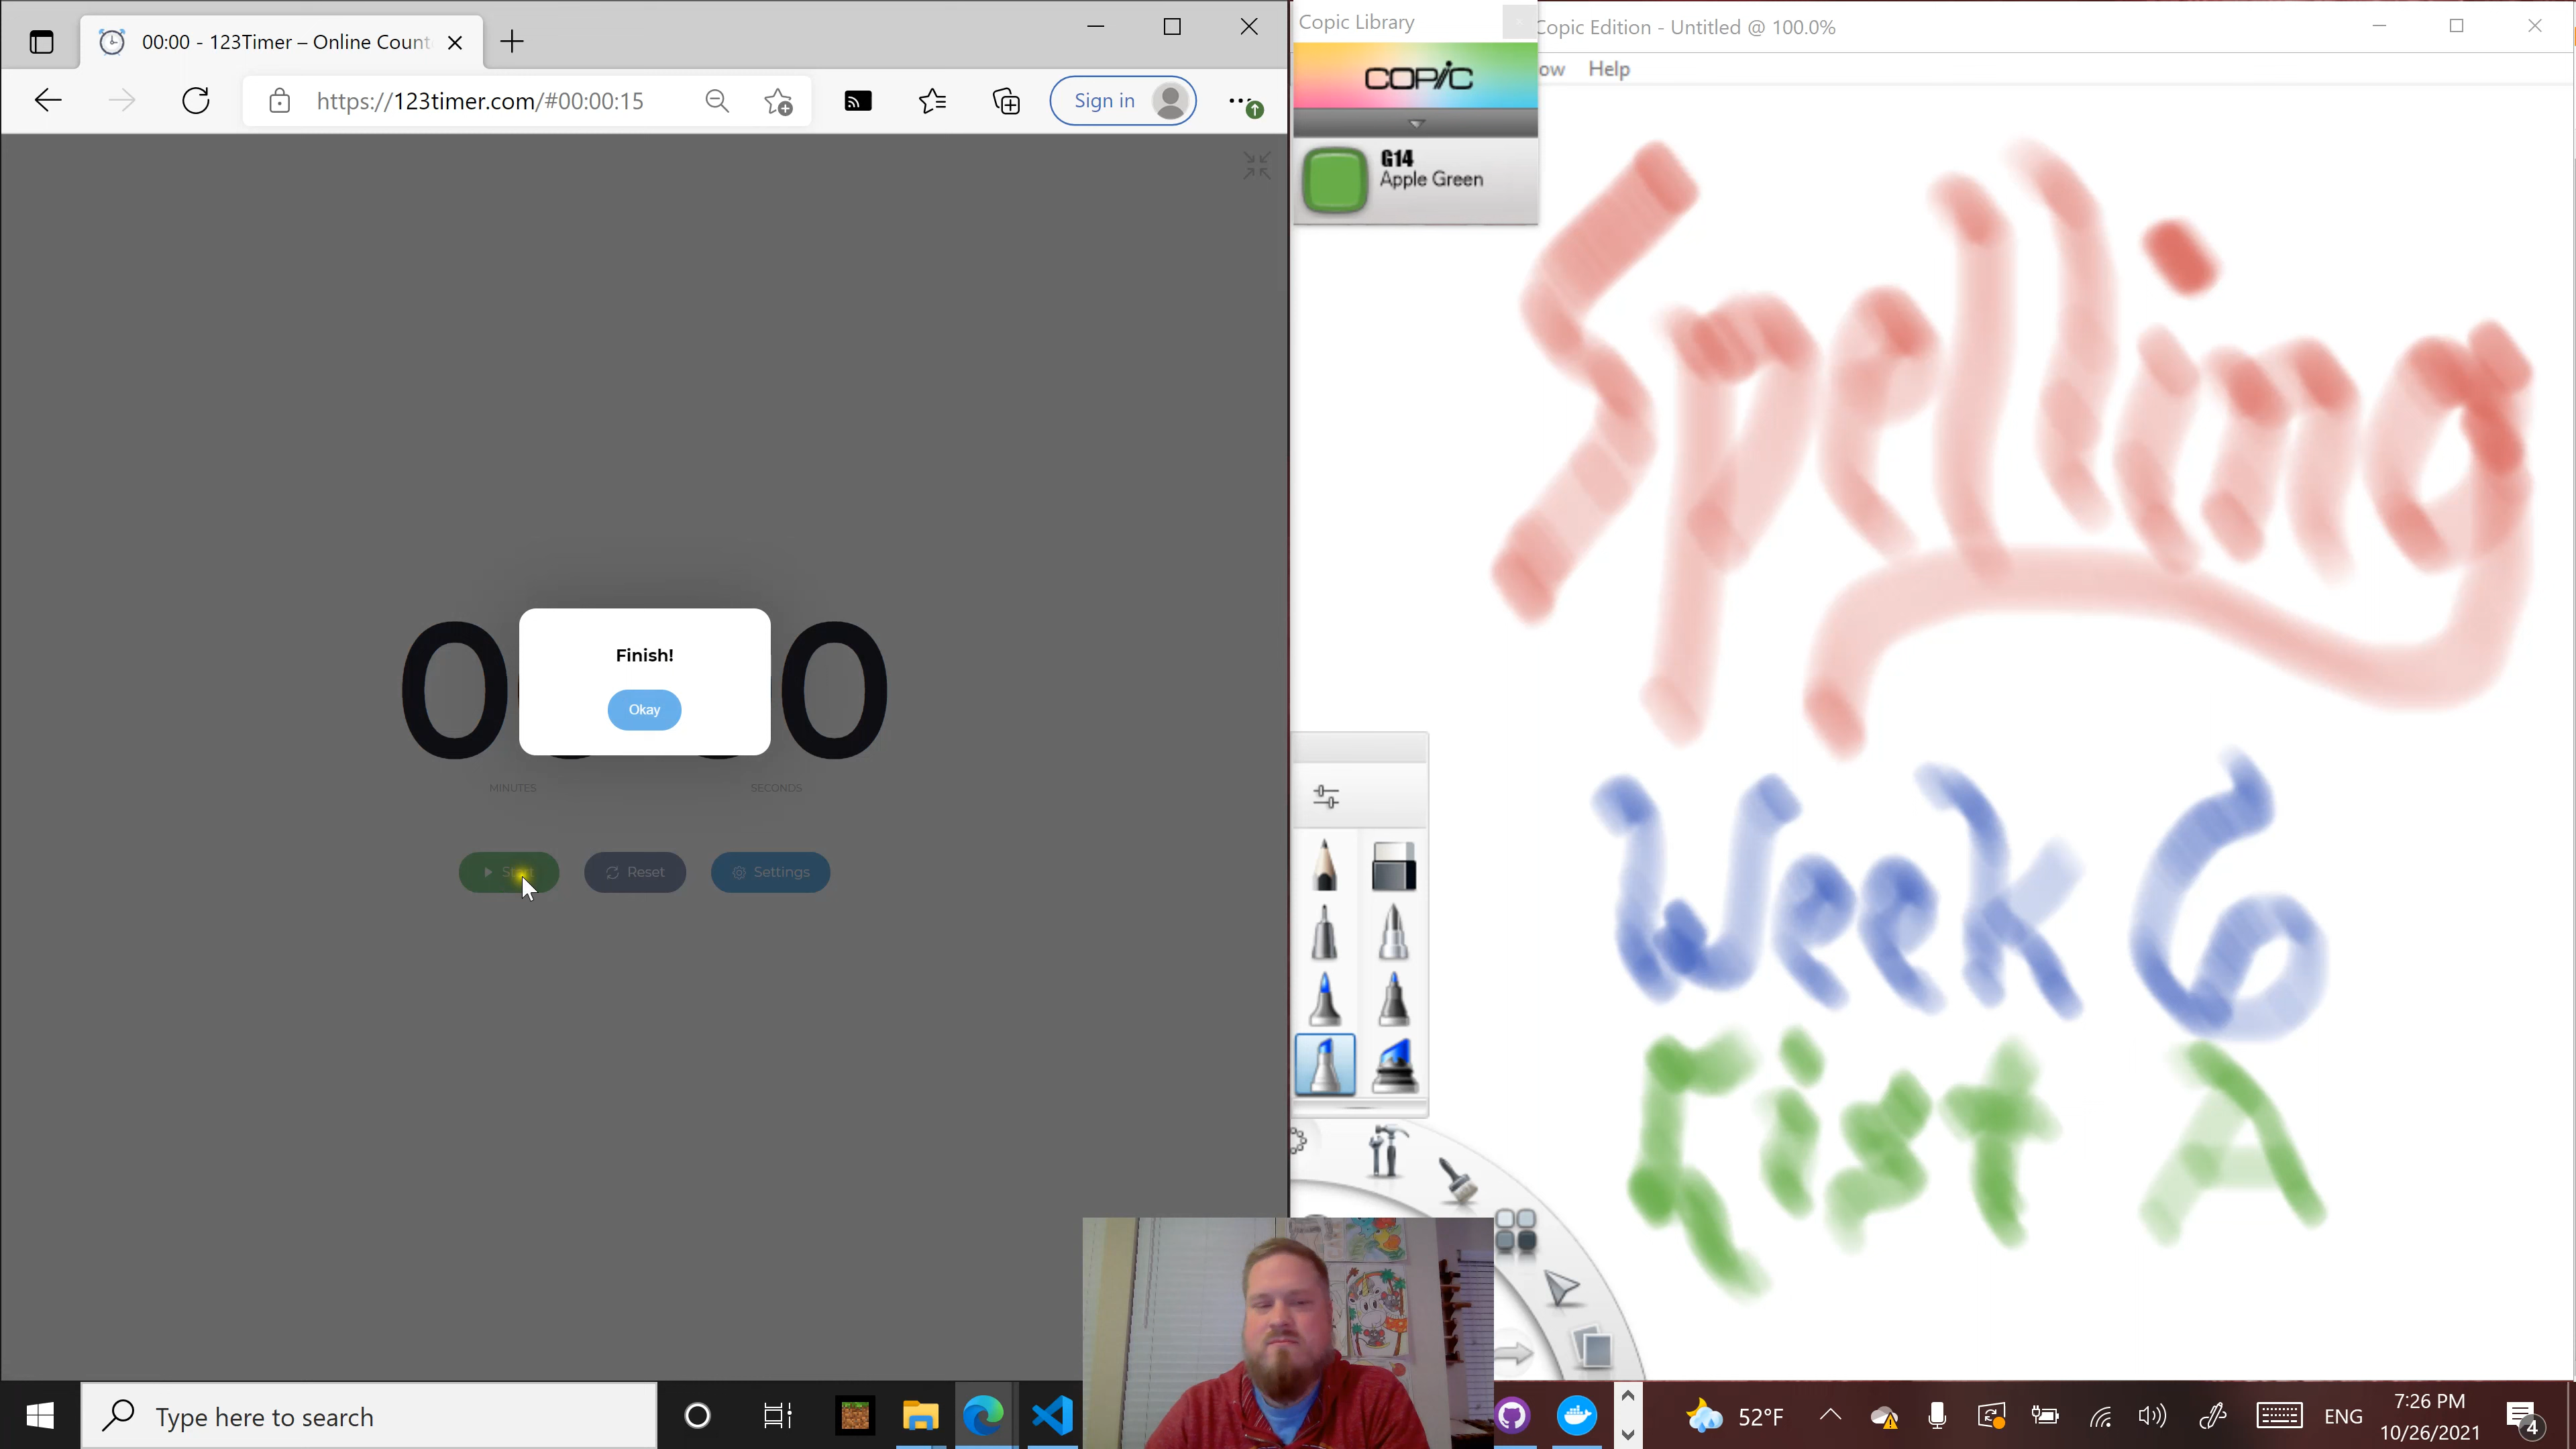 00:00 - 123Timer – Online Count
https://123timer.com/#00:00:15
Sign in
Finish!
Okay
MINUTES
SECONDS
Start
Reset
Settings
Copic Library
Copic Edition - Untitled @ 100.0%
ow Help
COPIC
G14
Apple Green
Spelling
Week 6
List A
Type here to search
52°F
ENG
7:26 PM
10/26/2021
4